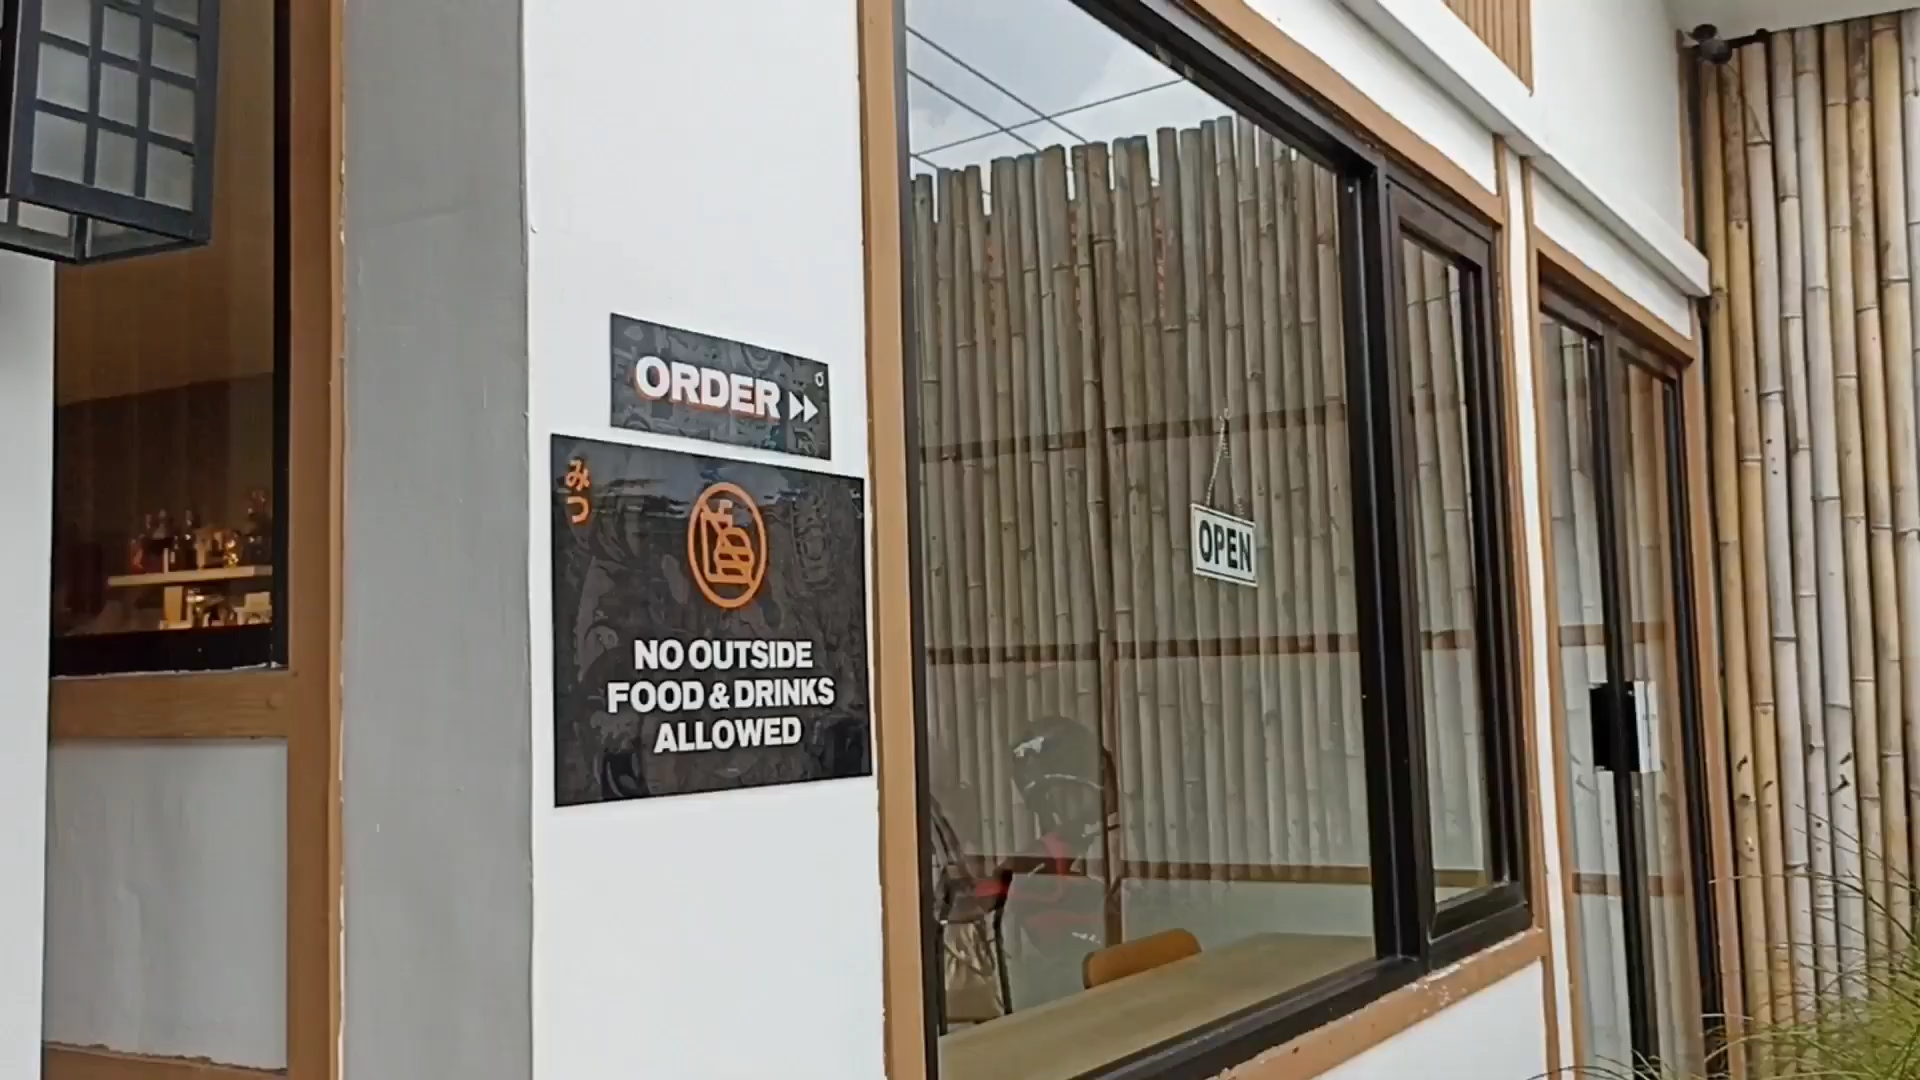 ORDER
みつ
NO OUTSIDE
FOOD & DRINKS
ALLOWED
OPEN